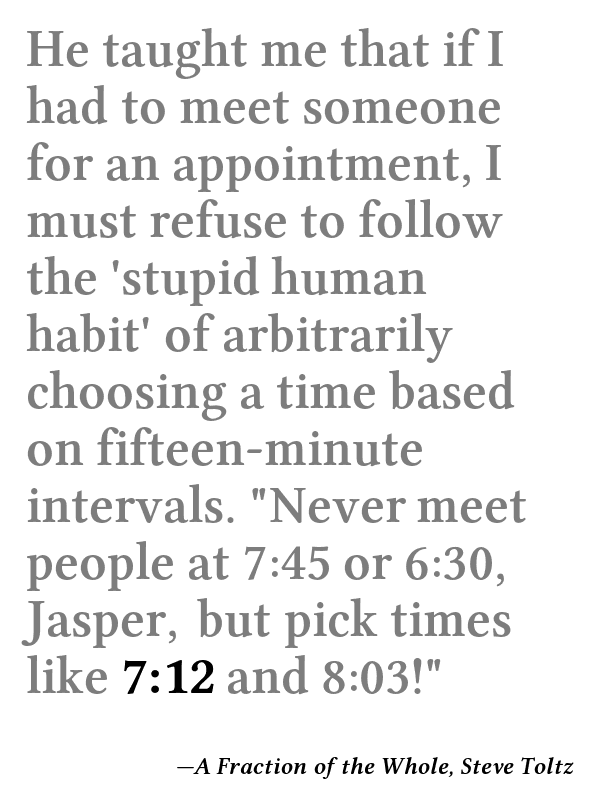 He taught me that if I
had to meet someone
for an appointment, I
must refuse to follow
the 'stupid human
habit' of arbitrarily
choosing a time based
on fifteen-minute
intervals. "Never meet
people at 7:45 or 6:30,
Jasper, but pick times
like 7:12 and 8:03!"
—A Fraction of the Whole, Steve Toltz